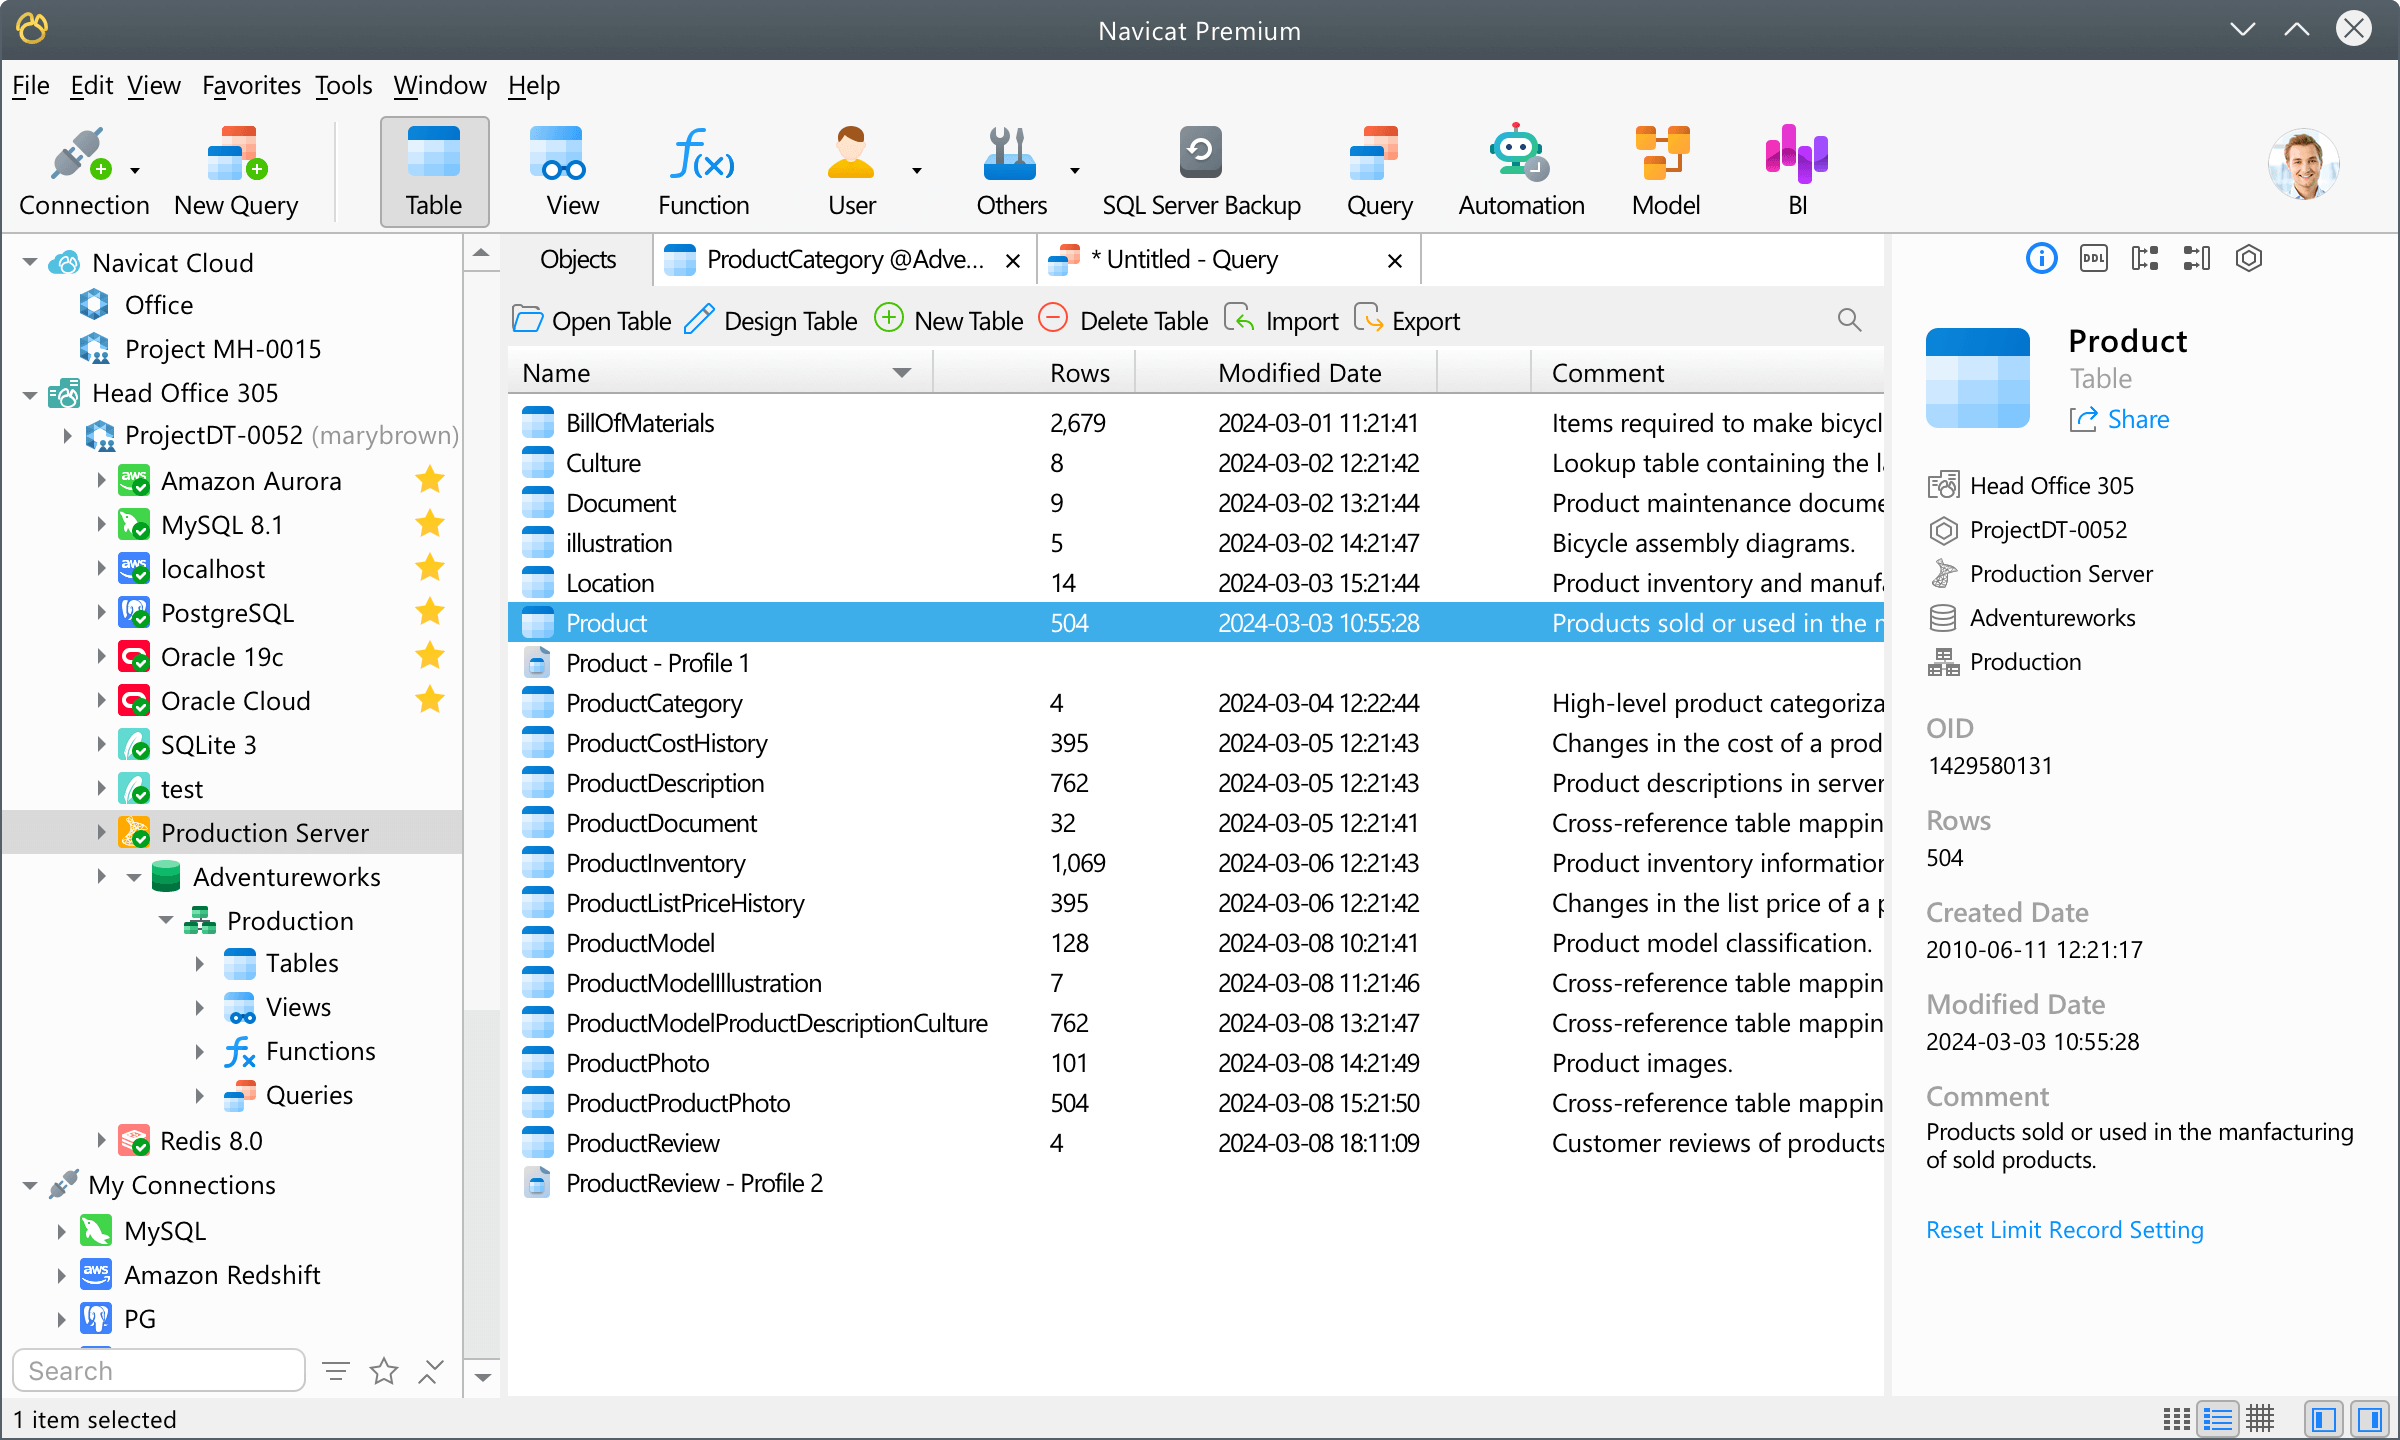 Navicat Premium
File Edit View Favorites Tools Window Help
Connection New Query Table View Function User Others SQL Server Backup Query Automation Model BI
Navicat Cloud
Office
Project MH-0015
Head Office 305
ProjectDT-0052 (marybrown)
aws Amazon Aurora
MySQL 8.1
aws localhost
PostgreSQL
Oracle 19c
Oracle Cloud
SQLite 3
test
Production Server
Adventureworks
Production
Tables
Views
Functions
Queries
Redis 8.0
My Connections
MySQL
aws Amazon Redshift
PG
Search
1 item selected
Objects ProductCategory @Adve... * Untitled - Query
Open Table Design Table New Table Delete Table Import Export
Name Rows Modified Date Comment
BillOfMaterials 2,679 2024-03-01 11:21:41 Items required to make bicycl
Culture 8 2024-03-02 12:21:42 Lookup table containing the la
Document 9 2024-03-02 13:21:44 Product maintenance docume
illustration 5 2024-03-02 14:21:47 Bicycle assembly diagrams.
Location 14 2024-03-03 15:21:44 Product inventory and manufa
Product 504 2024-03-03 10:55:28 Products sold or used in the m
Product - Profile 1
ProductCategory 4 2024-03-04 12:22:44 High-level product categoriza
ProductCostHistory 395 2024-03-05 12:21:43 Changes in the cost of a prod
ProductDescription 762 2024-03-05 12:21:43 Product descriptions in server
ProductDocument 32 2024-03-05 12:21:41 Cross-reference table mappin
ProductInventory 1,069 2024-03-06 12:21:43 Product inventory information
ProductListPriceHistory 395 2024-03-06 12:21:42 Changes in the list price of a p
ProductModel 128 2024-03-08 10:21:41 Product model classification.
ProductModelIllustration 7 2024-03-08 11:21:46 Cross-reference table mappin
ProductModelProductDescriptionCulture 762 2024-03-08 13:21:47 Cross-reference table mappin
ProductPhoto 101 2024-03-08 14:21:49 Product images.
ProductProductPhoto 504 2024-03-08 15:21:50 Cross-reference table mappin
ProductReview 4 2024-03-08 18:11:09 Customer reviews of products
ProductReview - Profile 2
DDL
Product
Table
Share
Head Office 305
ProjectDT-0052
Production Server
Adventureworks
Production
OID
1429580131
Rows
504
Created Date
2010-06-11 12:21:17
Modified Date
2024-03-03 10:55:28
Comment
Products sold or used in the manfacturing
of sold products.
Reset Limit Record Setting